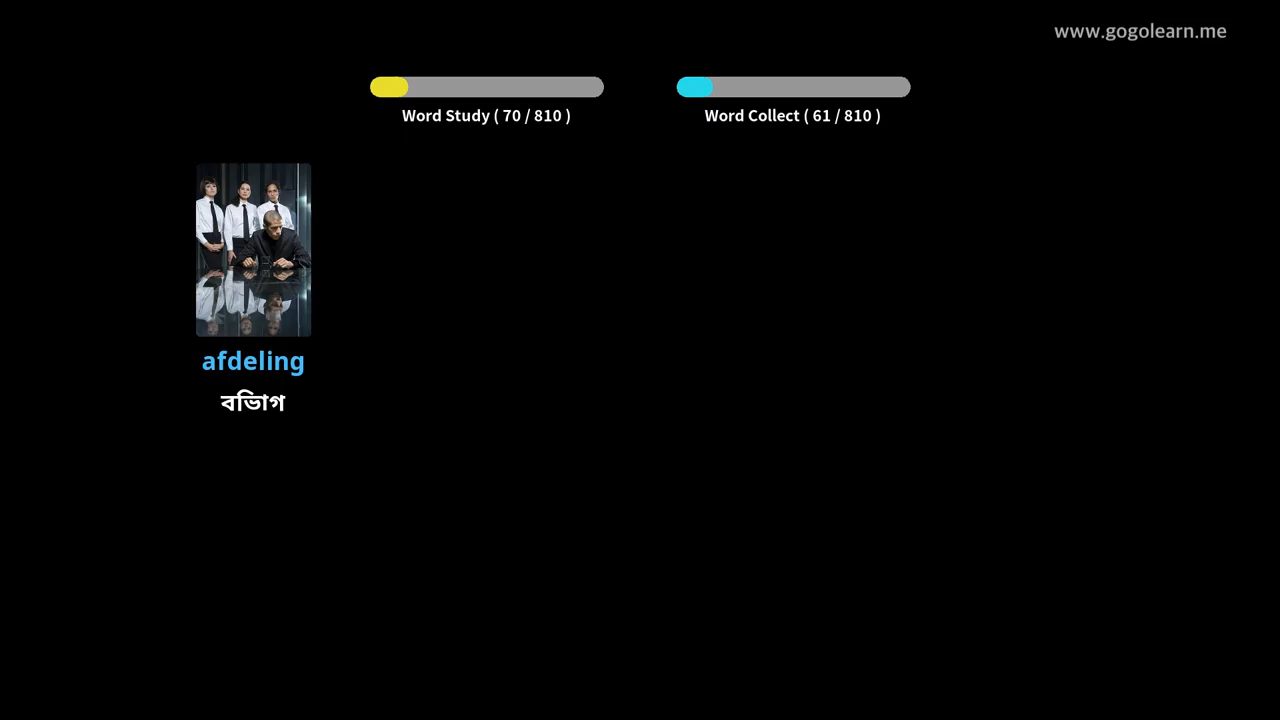 www.gogolearn.me
Word Study ( 70 / 810 )
Word Collect ( 61 / 810 )
afdeling
বিভাগ